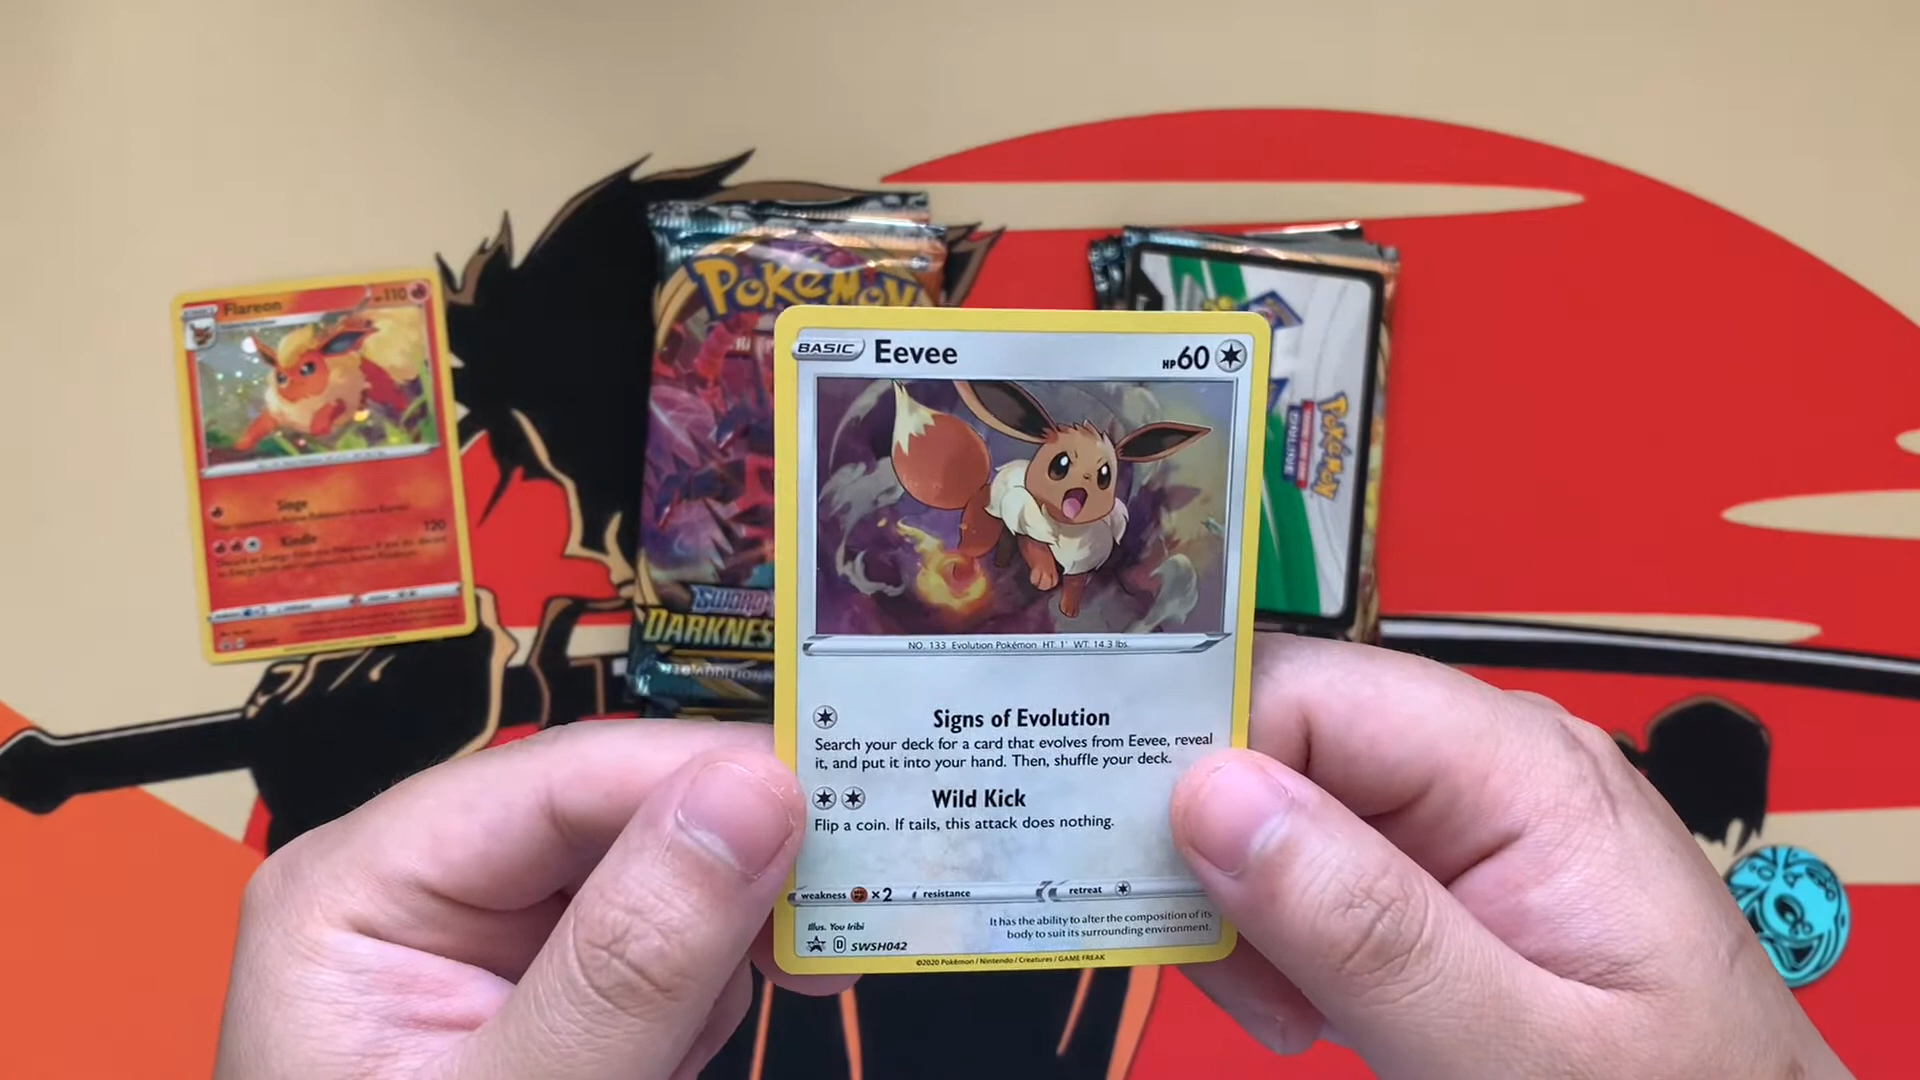 Flareon
110
Singe
Kindle
120
POKéMON
SWORD
DARKNES
ADDITIONA
POKéMON
ONLINE
BASIC Eevee HP 60
NO. 133 Evolution Pokémon HT: 1' WT: 14.3 lbs.
Signs of Evolution
Search your deck for a card that evolves from Eevee, reveal
it, and put it into your hand. Then, shuffle your deck.
Wild Kick
Flip a coin. If tails, this attack does nothing.
weakness ×2 resistance retreat
Illus. You Iribi
D SWSH042
It has the ability to alter the composition of its
body to suit its surrounding environment.
©2020 Pokémon / Nintendo / Creatures / GAME FREAK